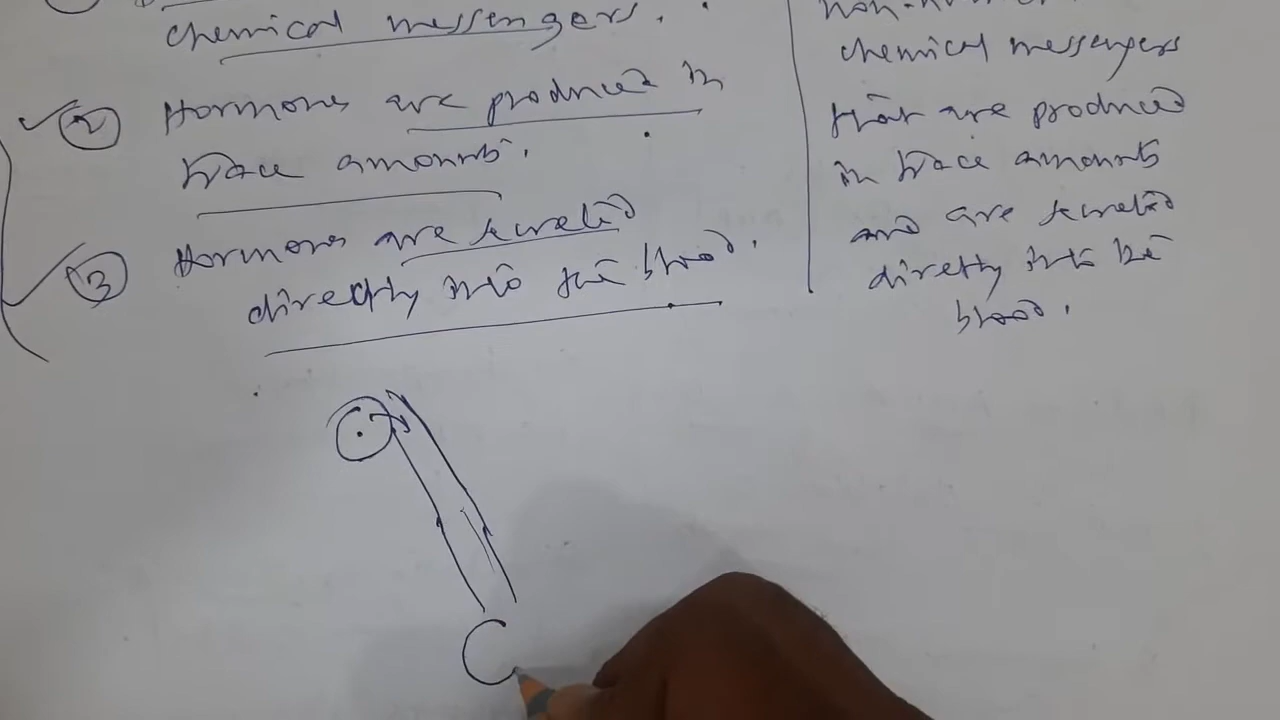 chemical messengers.
2 Hormones are produced in
trace amounts.
3 Hormones are secreted
directly into the blood.
chemical messengers
that are produced
in trace amounts
and are secreted
directly into the
blood.